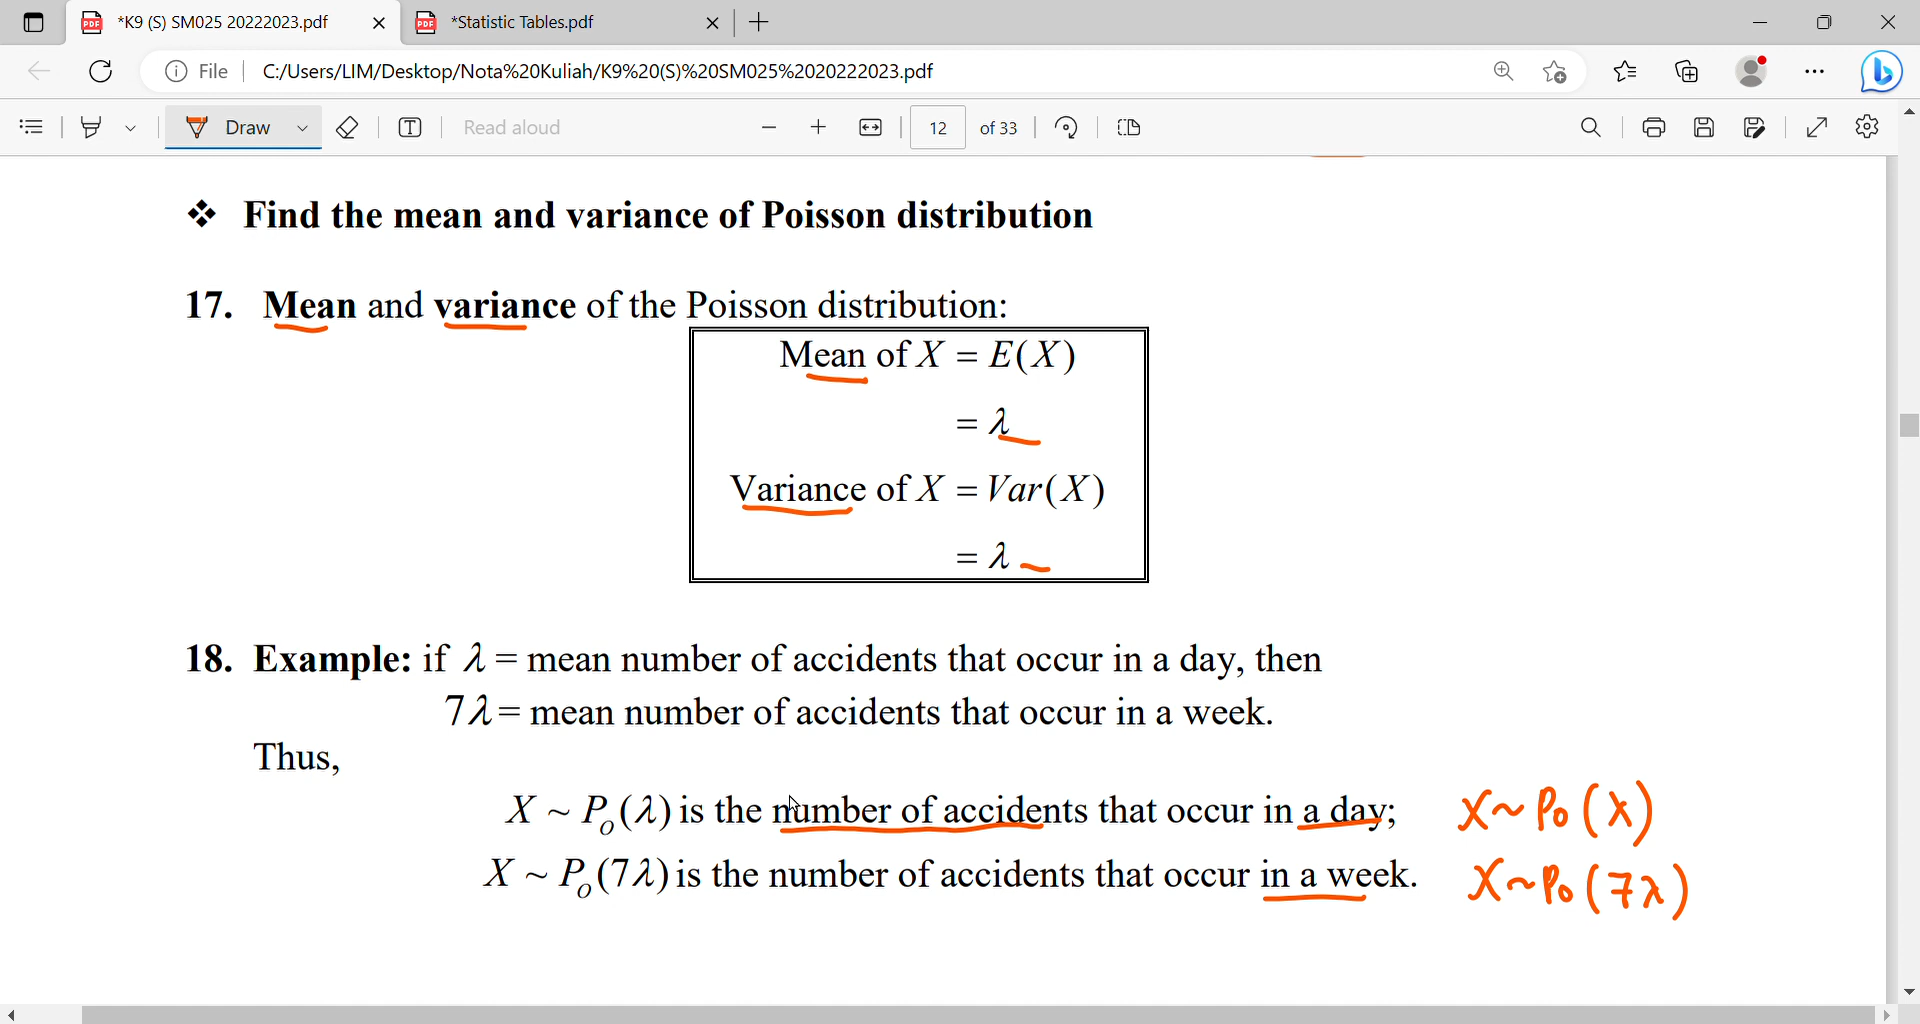 *K9 (S) SM025 20222023.pdf
*Statistic Tables.pdf
File
C:/Users/LIM/Desktop/Nota%20Kuliah/K9%20(S)%20SM025%2020222023.pdf
Draw
Read aloud
12 of 33
❖ Find the mean and variance of Poisson distribution
17. Mean and variance of the Poisson distribution:
Mean of X = E(X)
= λ
Variance of X = Var(X)
= λ
18. Example: if λ = mean number of accidents that occur in a day, then
7λ = mean number of accidents that occur in a week.
Thus,
X ~ Po(λ) is the number of accidents that occur in a day; X~Po(λ)
X ~ Po(7λ) is the number of accidents that occur in a week. X~Po(7λ)